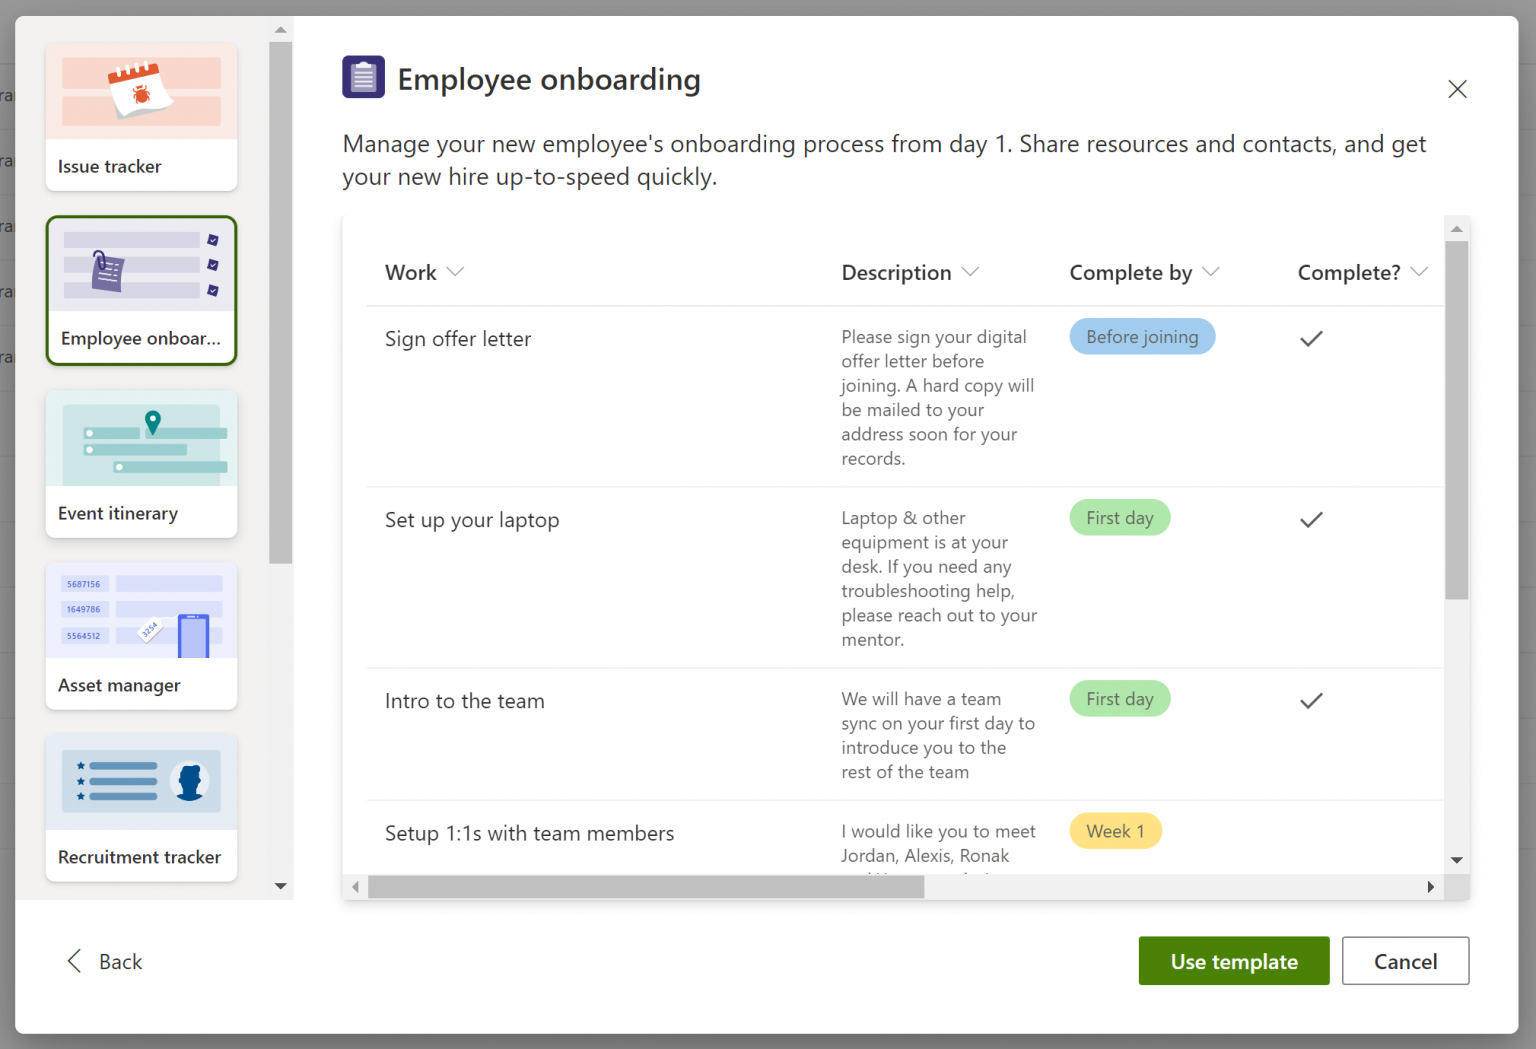 Issue tracker
Employee onboar...
Event itinerary
5687156
1649786
5564512
3254
Asset manager
Recruitment tracker
Back
Employee onboarding
Manage your new employee's onboarding process from day 1. Share resources and contacts, and get
your new hire up-to-speed quickly.
Work Description Complete by Complete?
Sign offer letter
Please sign your digital
offer letter before
joining. A hard copy will
be mailed to your
address soon for your
records.
Before joining
Set up your laptop
Laptop & other
equipment is at your
desk. If you need any
troubleshooting help,
please reach out to your
mentor.
First day
Intro to the team
We will have a team
sync on your first day to
introduce you to the
rest of the team
First day
Setup 1:1s with team members
I would like you to meet
Jordan, Alexis, Ronak
Week 1
Use template
Cancel